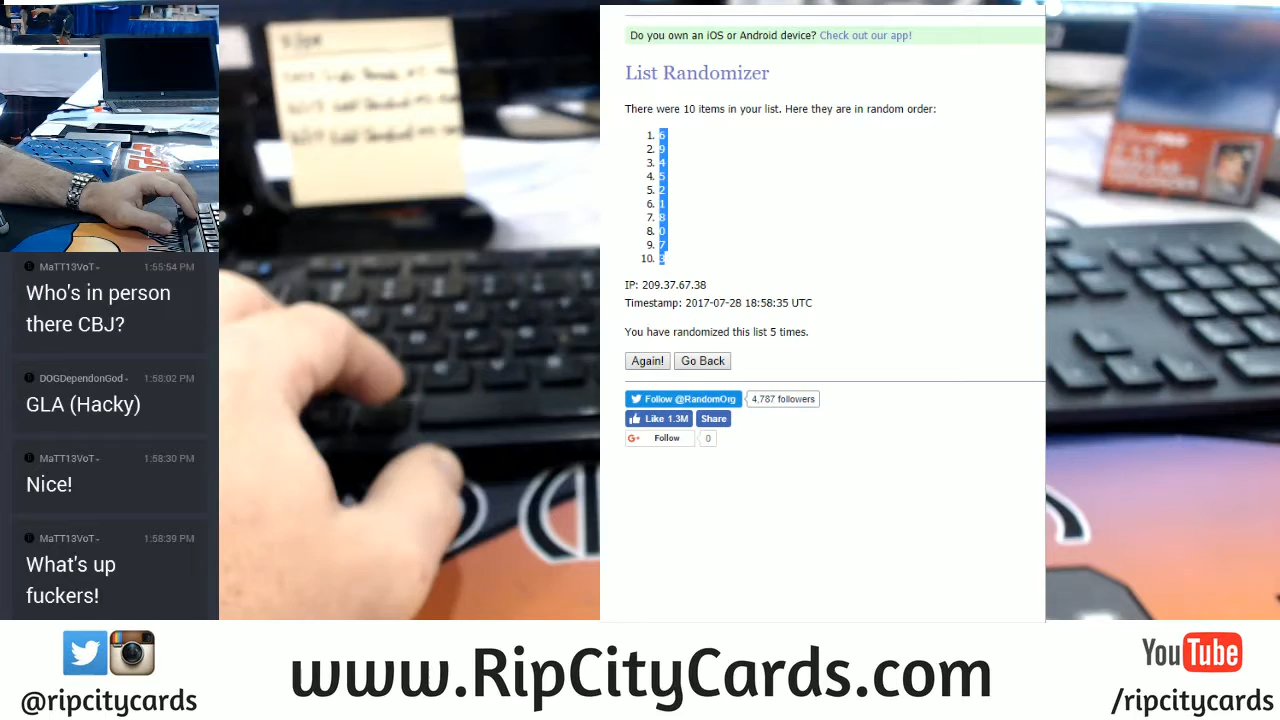 MaTT13VoT- 1:55:54 PM
Who's in person
there CBJ?
DOGDependonGod- 1:58:02 PM
GLA (Hacky)
MaTT13VoT- 1:58:30 PM
Nice!
MaTT13VoT- 1:58:39 PM
What's up
fuckers!
Do you own an iOS or Android device? Check out our app!
List Randomizer
There were 10 items in your list. Here they are in random order:
1. 6
2. 9
3. 4
4. 5
5. 2
6. 1
7. 8
8. 0
9. 7
10. 3
IP: 209.37.67.38
Timestamp: 2017-07-28 18:58:35 UTC
You have randomized this list 5 times.
Again! Go Back
Follow @RandomOrg 4,787 followers
Like 1.3M Share
G+ Follow 0
@ripcitycards
www.RipCityCards.com
YouTube
/ripcitycards